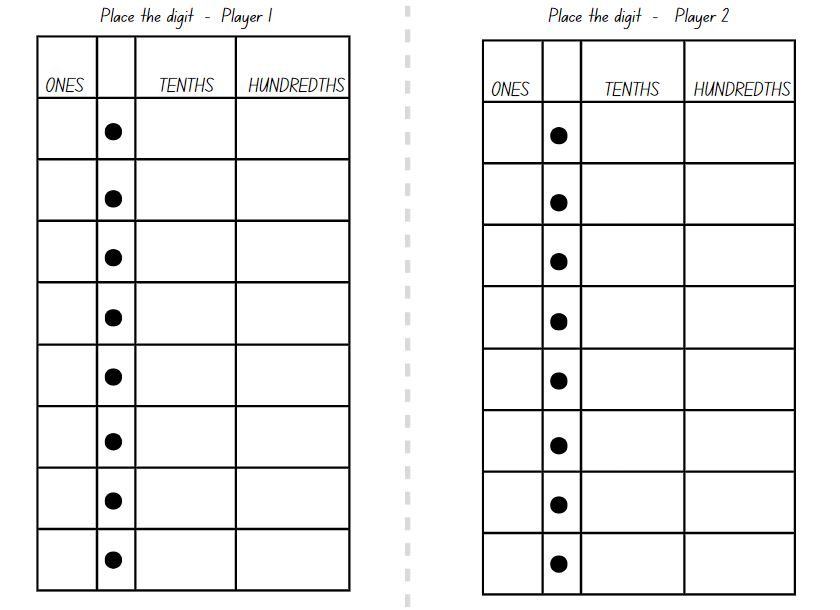 Place the digit - Player 1
ONES TENTHS HUNDREDTHS
Place the digit - Player 2
ONES TENTHS HUNDREDTHS